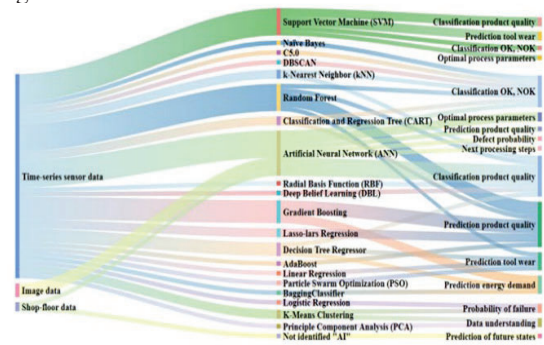 Support Vector Machine (SVM)
Naïve Bayes
C5.0
DBSCAN
k-Nearest Neighbor (kNN)
Random Forest
Classification and Regression Tree (CART)
Artificial Neural Network (ANN)
Time-series sensor data
Radial Basis Function (RBF)
Deep Belief Learning (DBL)
Gradient Boosting
Lasso-lars Regression
Decision Tree Regressor
AdaBoost
Linear Regression
Particle Swarm Optimization (PSO)
BaggingClassifier
Logistic Regression
K-Means Clustering
Principle Component Analysis (PCA)
Not identified "AI"
Image data
Shop-floor data
Classification product quality
Prediction tool wear
Classification OK, NOK
Optimal process parameters
Classification OK, NOK
Optimal process parameters
Prediction product quality
Defect probability
Next processing steps
Classification product quality
Prediction product quality
Prediction tool wear
Prediction energy demand
Probability of failure
Data understanding
Prediction of future states